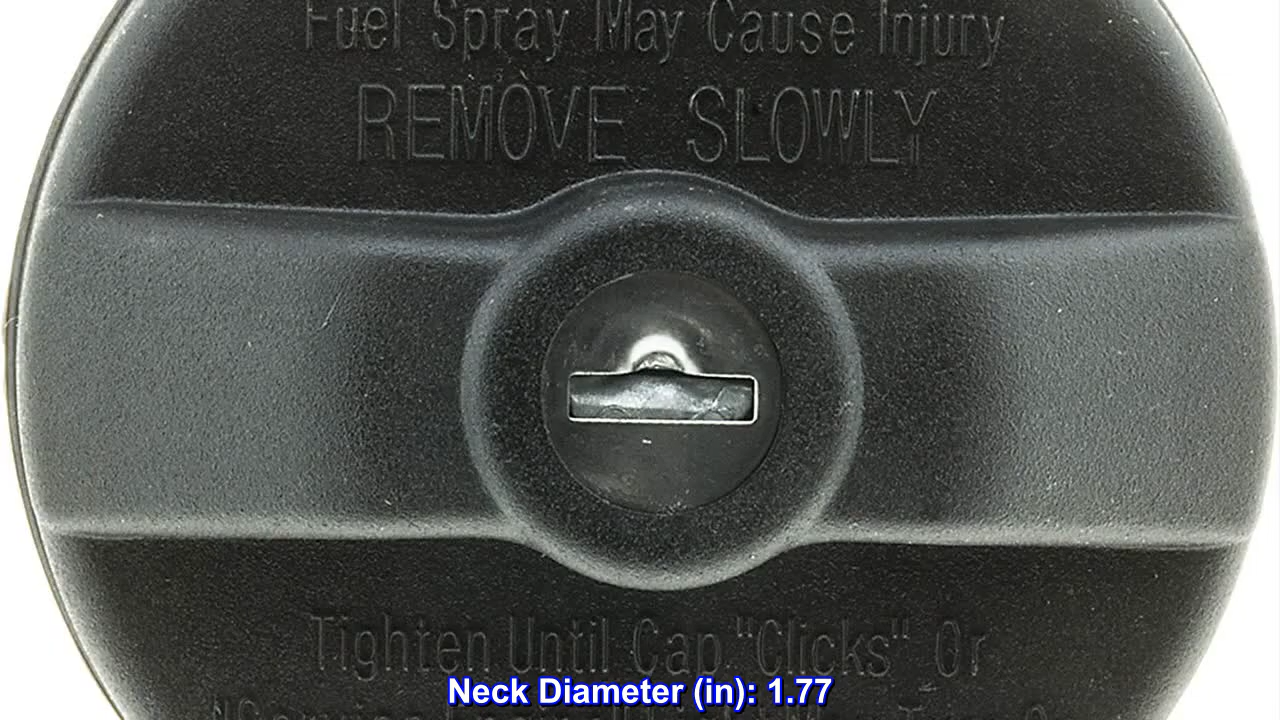 Fuel Spray May Cause Injury
REMOVE SLOWLY
Tighten Until Cap "Clicks" Or
Neck Diameter (in): 1.77